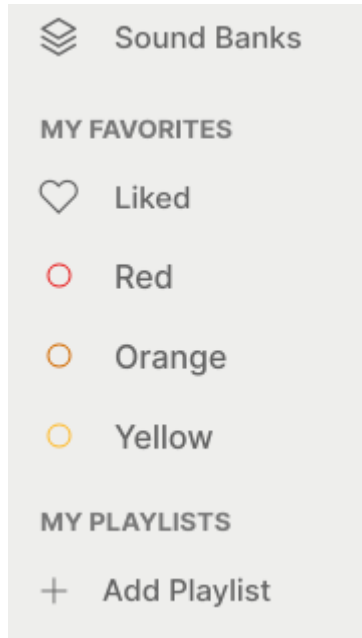 Sound Banks
MY FAVORITES
Liked
Red
Orange
Yellow
MY PLAYLISTS
Add Playlist